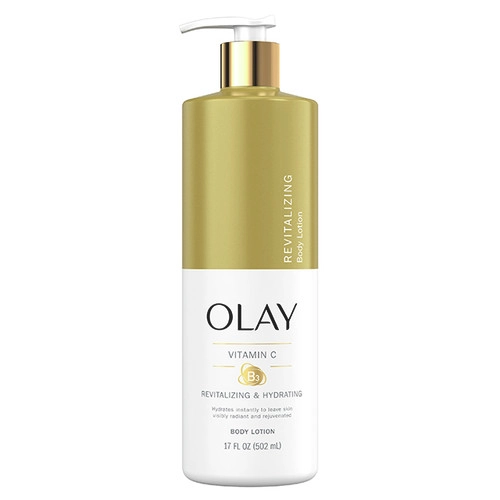 REVITALIZING
Body Lotion
OLAY
VITAMIN C
B3
REVITALIZING & HYDRATING
Hydrates instantly to leave skin
visibly radiant and rejuvenated
BODY LOTION
17 FL OZ (502 mL)